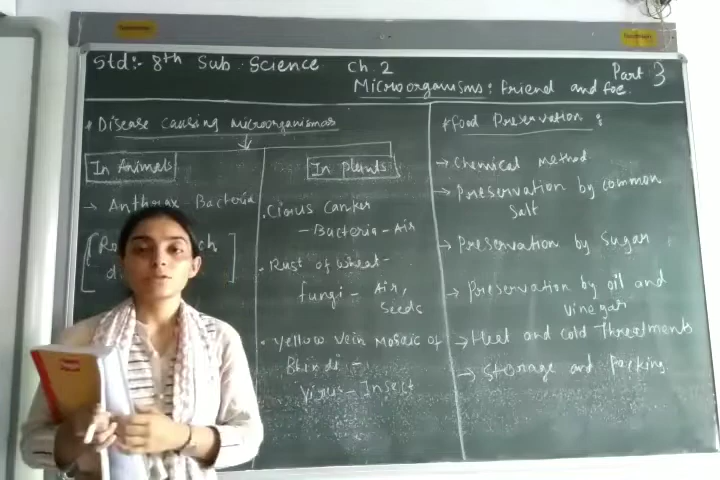 Std:- 8th Sub. Science Ch. 2 Part 3
Microorganisms: Friend and foe.
* Disease causing microorganismas
In Animals
→ Anthrax - Bacteria
In plants
• Citrus Canker
- Bacteria - Air
• Rust of Wheat -
fungi - Air,
Seeds
• Yellow vein Mosaic of
Bhindi -
Virus - Insect
* Food Preservation :
→ Chemical Method
→ Preservation by common
Salt
→ Preservation by Sugar
→ Preservation by oil and
Vinegar
→ Heat and cold Threatments
→ Storage and Packing.